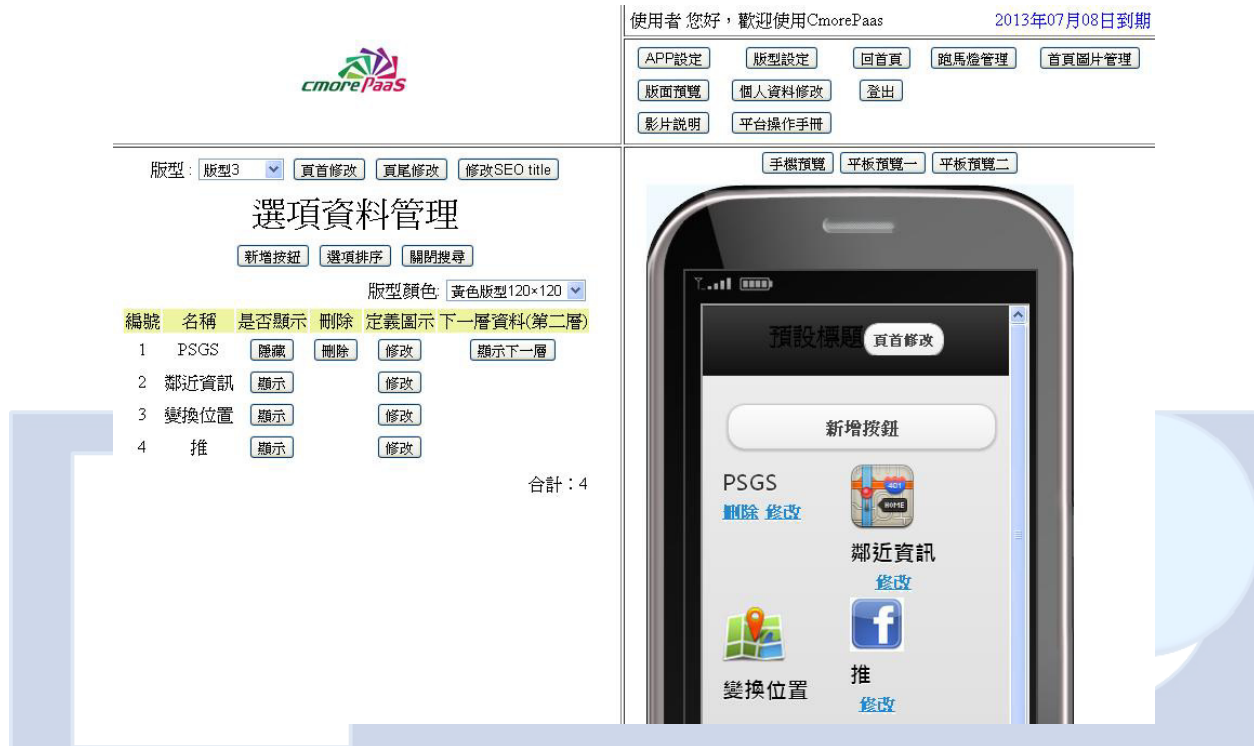 使用者 您好，歡迎使用CmorePaas 2013年07月08日到期
cmorePaaS
APP設定 版型設定 回首頁 跑馬燈管理 首頁圖片管理
版面預覽 個人資料修改 登出
影片說明 平台操作手冊
版型 : 版型3 頁首修改 頁尾修改 修改SEO title
選項資料管理
新增按鈕 選項排序 關閉搜尋
版型顏色: 黃色版型120×120
編號 名稱 是否顯示 刪除 定義圖示 下一層資料(第二層)
1 PSGS 隱藏 刪除 修改 顯示下一層
2 鄰近資訊 顯示 修改
3 變換位置 顯示 修改
4 推 顯示 修改
合計：4
手機預覽 平板預覽一 平板預覽二
預設標題 頁首修改
新增按鈕
PSGS
刪除 修改
401
HOME
鄰近資訊
修改
變換位置
f
推
修改